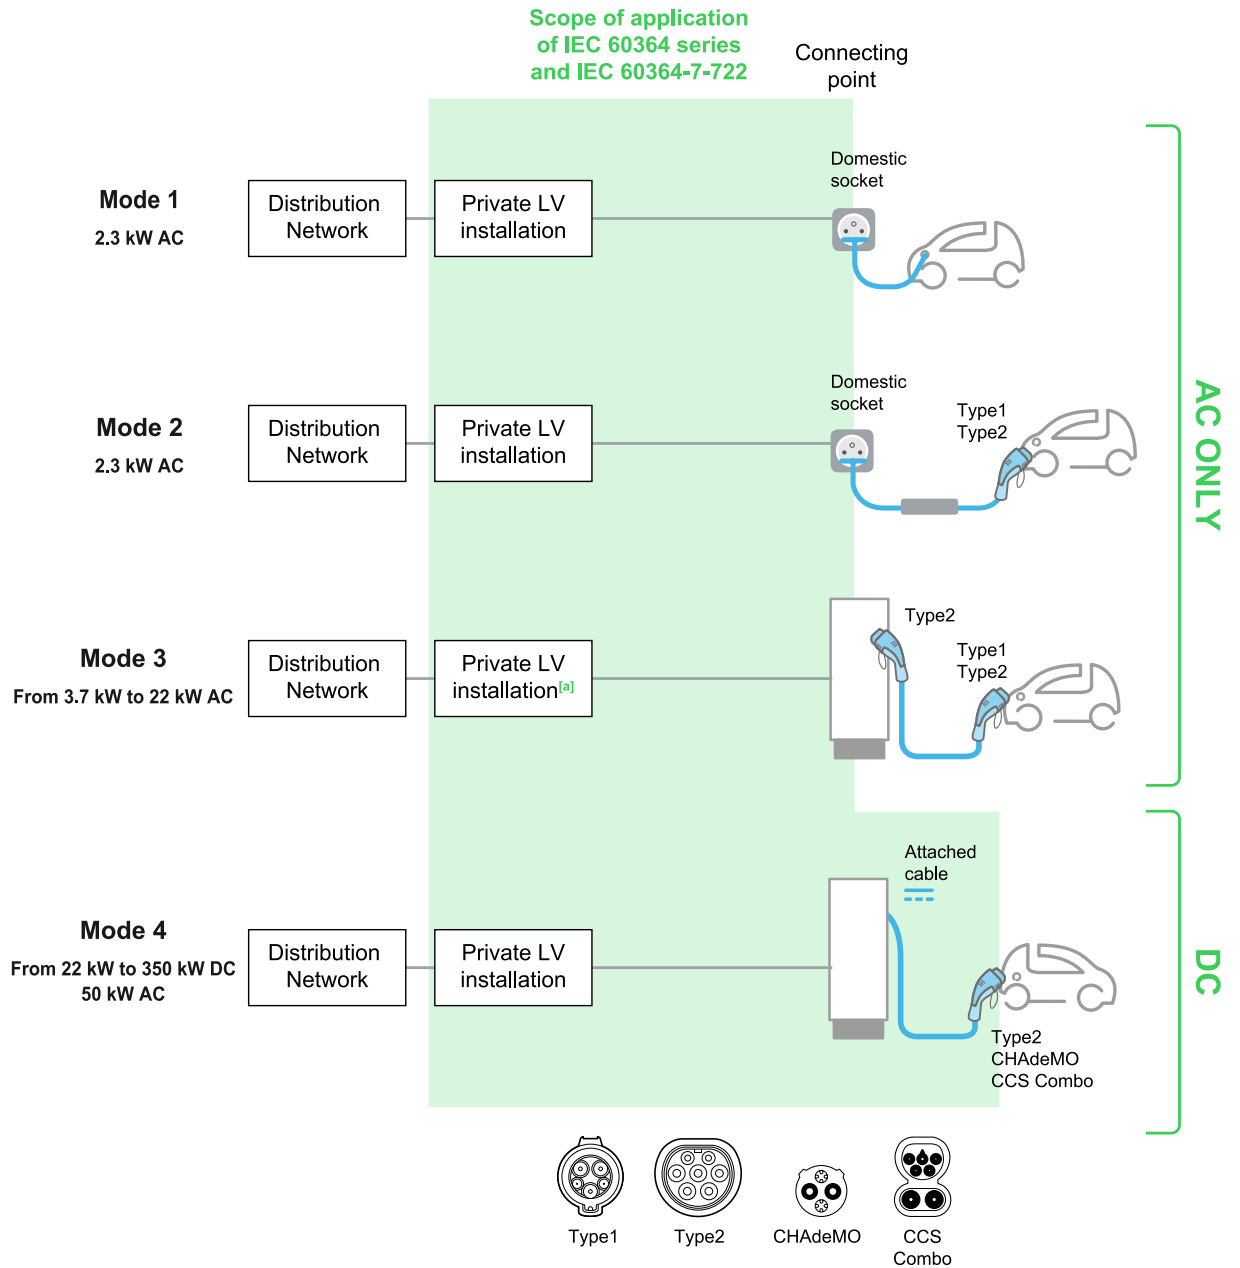 Scope of application
of IEC 60364 series
and IEC 60364-7-722
Connecting
point
Mode 1
2.3 kW AC
Distribution
Network
Private LV
installation
Domestic
socket
Mode 2
2.3 kW AC
Distribution
Network
Private LV
installation
Domestic
socket
Type1
Type2
AC ONLY
Mode 3
From 3.7 kW to 22 kW AC
Distribution
Network
Private LV
installation[a]
Type2
Type1
Type2
Mode 4
From 22 kW to 350 kW DC
50 kW AC
Distribution
Network
Private LV
installation
Attached
cable
Type2
CHAdeMO
CCS Combo
DC
Type1
Type2
CHAdeMO
CCS
Combo